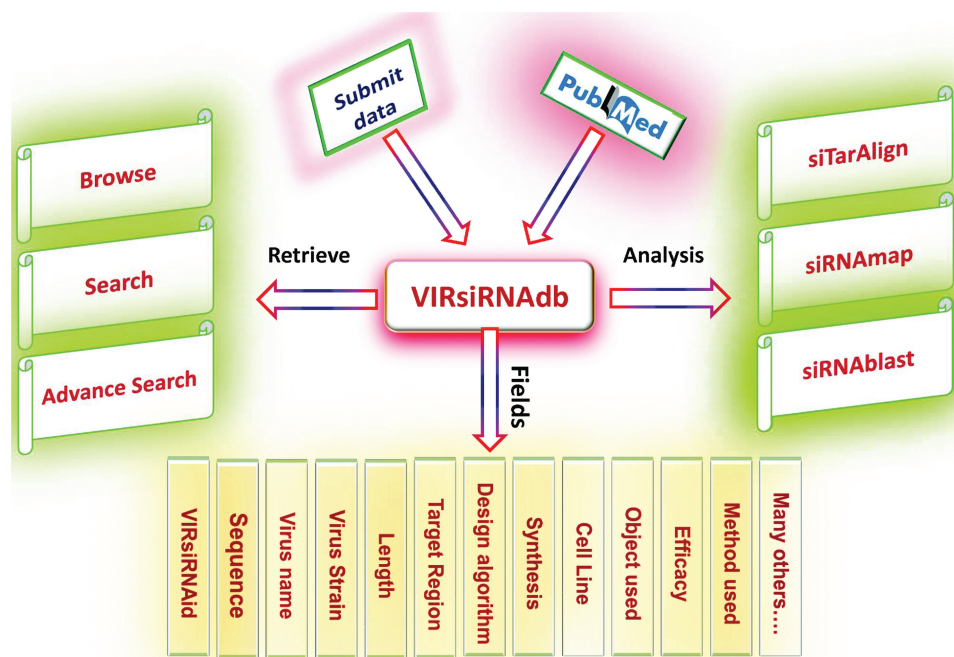 Submit
data
PubMed
Browse
Search
Advance Search
Retrieve
VIRsiRNAdb
Analysis
siTarAlign
siRNAmap
siRNAblast
Fields
VIRsiRNAid
Sequence
Virus name
Virus Strain
Length
Target Region
Design algorithm
Synthesis
Cell Line
Object used
Efficacy
Method used
Many others....